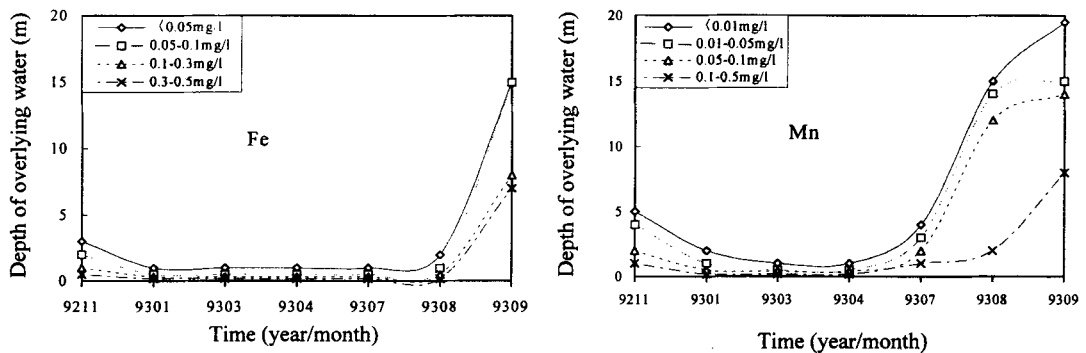 Depth of overlying water (m)
20
15
10
5
0
<0.05mg·l
0.05-0.1mg/l
0.1-0.3mg/l
0.3-0.5mg/l
Fe
9211 9301 9303 9304 9307 9308 9309
Time (year/month)
Depth of overlying water (m)
20
15
10
5
0
<0.01mg/l
0.01-0.05mg/l
0.05-0.1mg/l
0.1-0.5mg/l
Mn
9211 9301 9303 9304 9307 9308 9309
Time (year/month)